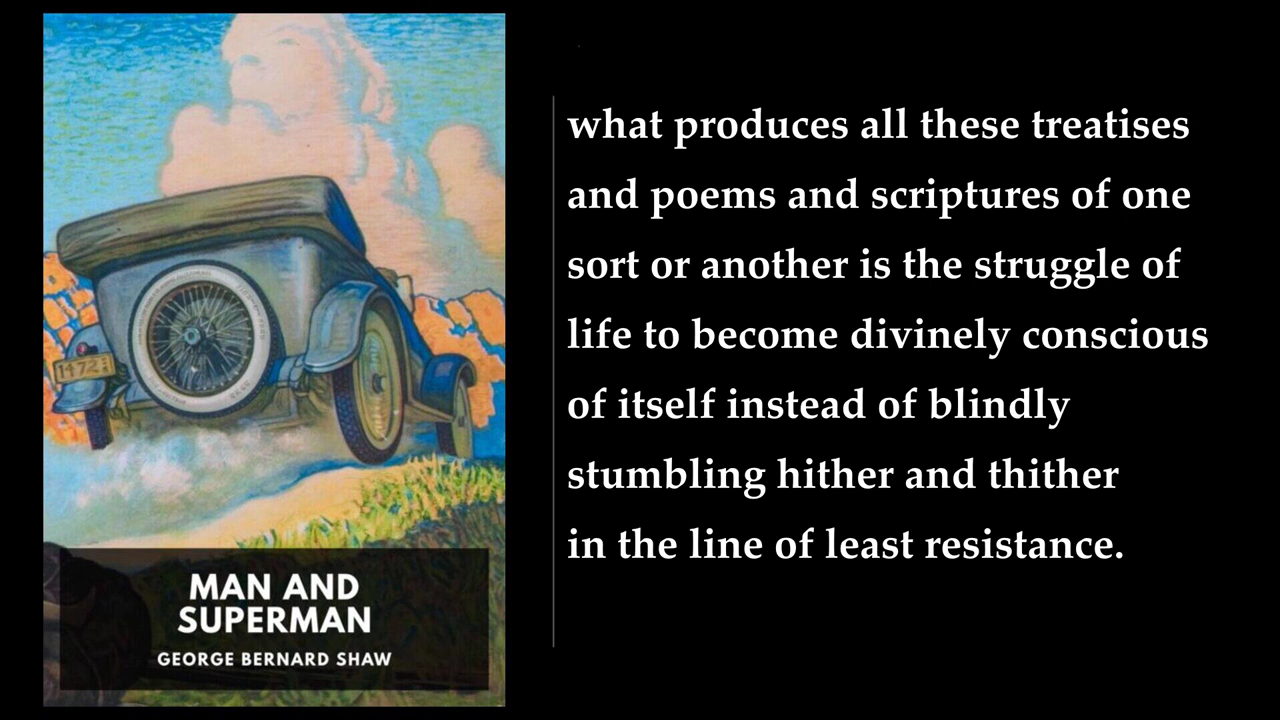 what produces all these treatises
and poems and scriptures of one
sort or another is the struggle of
life to become divinely conscious
of itself instead of blindly
stumbling hither and thither
in the line of least resistance.
1472
MAN AND
SUPERMAN
GEORGE BERNARD SHAW